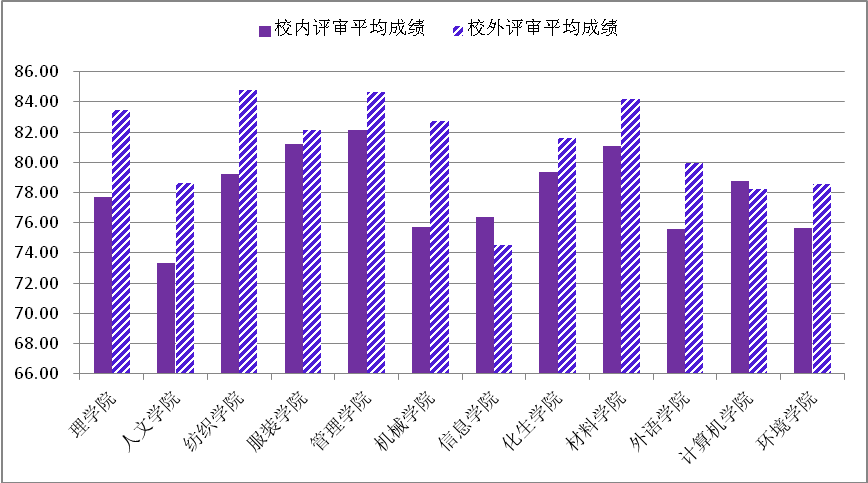 校内评审平均成绩 校外评审平均成绩
86.00
84.00
82.00
80.00
78.00
76.00
74.00
72.00
70.00
68.00
66.00
理学院
人文学院
纺织学院
服装学院
管理学院
机械学院
信息学院
化生学院
材料学院
外语学院
计算机学院
环境学院